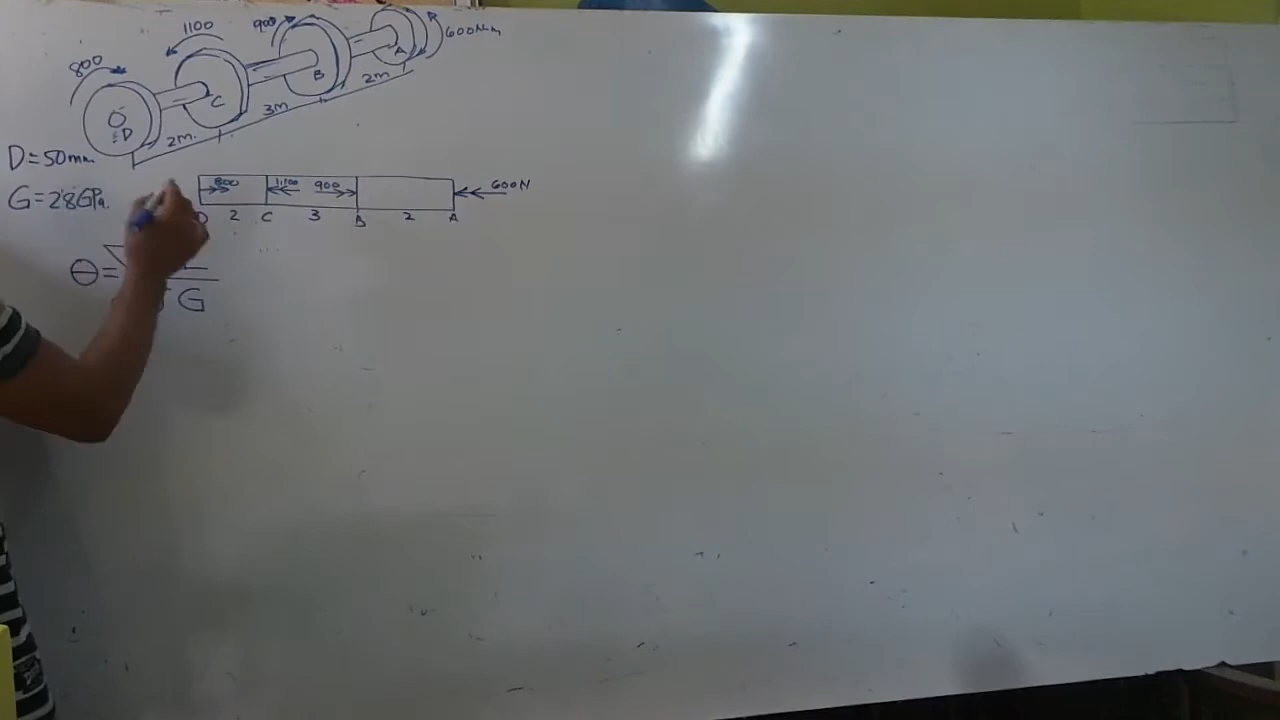 800
1100
900
600N.m
D
C
B
A
2m.
3m
2m
D=50mm
G=28GPa.
800 1100 900 600N
D 2 C 3 B 2 A
θ=
G